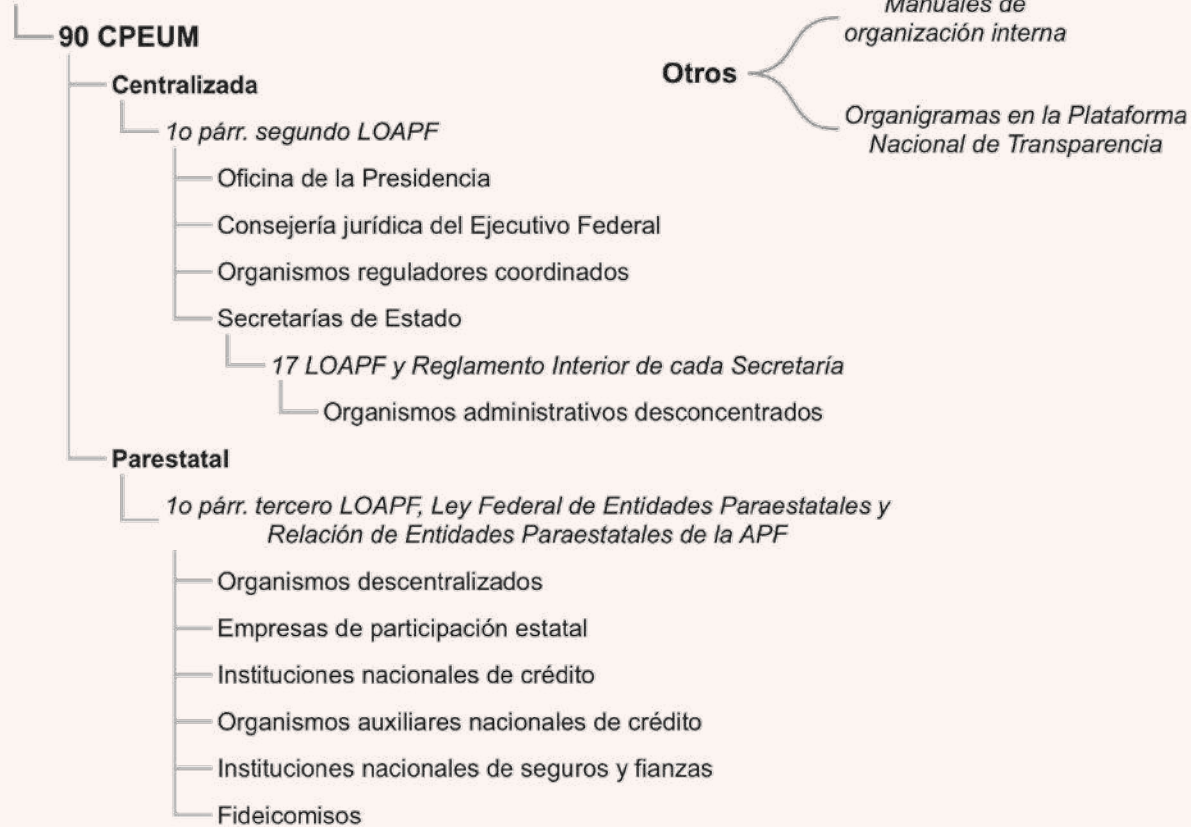 90 CPEUM
Centralizada
1o párr. segundo LOAPF
Oficina de la Presidencia
Consejería jurídica del Ejecutivo Federal
Organismos reguladores coordinados
Secretarías de Estado
17 LOAPF y Reglamento Interior de cada Secretaría
Organismos administrativos desconcentrados
Parestatal
1o párr. tercero LOAPF, Ley Federal de Entidades Paraestatales y
Relación de Entidades Paraestatales de la APF
Organismos descentralizados
Empresas de participación estatal
Instituciones nacionales de crédito
Organismos auxiliares nacionales de crédito
Instituciones nacionales de seguros y fianzas
Fideicomisos
Otros
Manuales de
organización interna
Organigramas en la Plataforma
Nacional de Transparencia